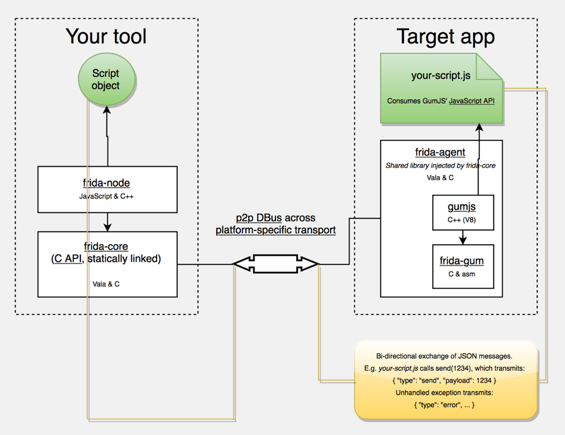 Your tool
Script
object
frida-node
JavaScript & C++
frida-core
(C API, statically linked)
Vala & C
p2p DBus across
platform-specific transport
Target app
your-script.js
Consumes GumJS' JavaScript API
frida-agent
Shared library injected by frida-core
Vala & C
gumjs
C++ (V8)
frida-gum
C & asm
Bi-directional exchange of JSON messages.
E.g. your-script.js calls send(1234), which transmits:
{ "type": "send", "payload": 1234 }
Unhandled exception transmits:
{ "type": "error", ... }